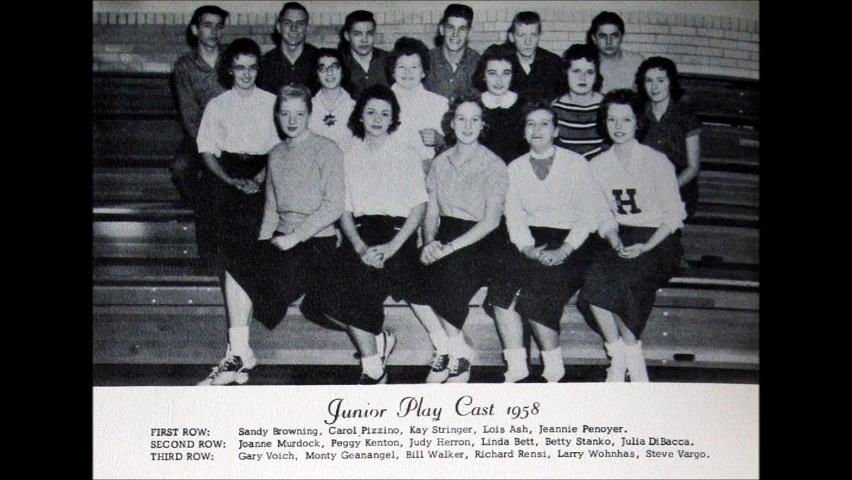 H
Junior Play Cast 1958
FIRST ROW: Sandy Browning, Carol Pizzino, Kay Stringer, Lois Ash, Jeannie Penoyer.
SECOND ROW: Joanne Murdock, Peggy Kenton, Judy Herron, Linda Bett, Betty Stanko, Julia DiBacca.
THIRD ROW: Gary Voich, Monty Geanangel, Bill Walker, Richard Rensi, Larry Wohnhas, Steve Vargo.